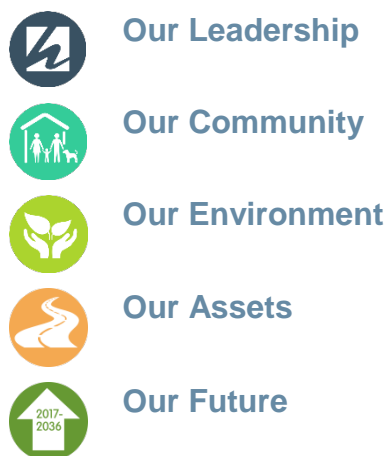 Our Leadership
Our Community
Our Environment
Our Assets
Our Future
2017-
2036